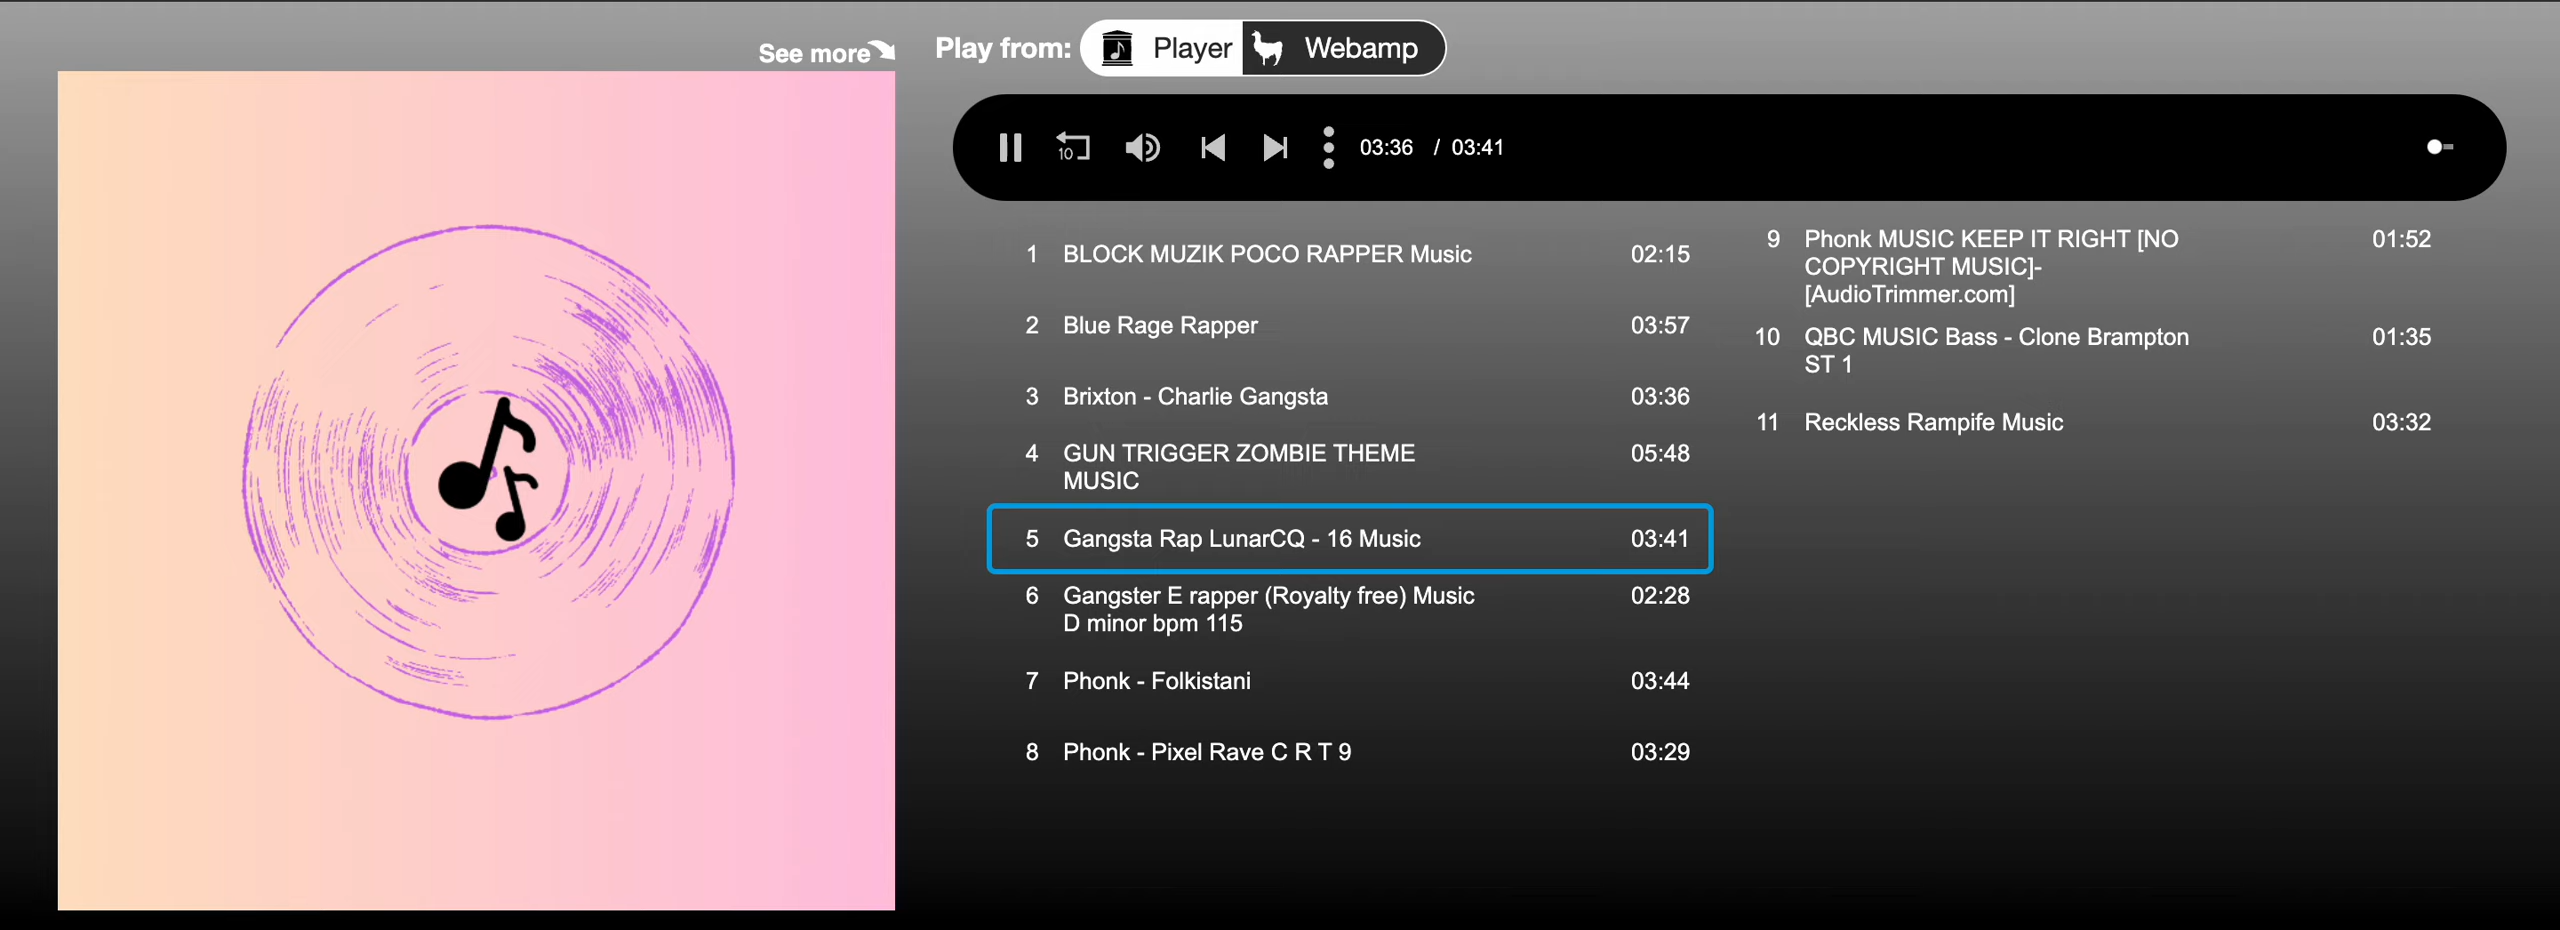 See more
Play from: Player Webamp
10
03:36 / 03:41
1 BLOCK MUZIK POCO RAPPER Music 02:15
2 Blue Rage Rapper 03:57
3 Brixton - Charlie Gangsta 03:36
4 GUN TRIGGER ZOMBIE THEME 05:48
MUSIC
5 Gangsta Rap LunarCQ - 16 Music 03:41
6 Gangster E rapper (Royalty free) Music 02:28
D minor bpm 115
7 Phonk - Folkistani 03:44
8 Phonk - Pixel Rave C R T 9 03:29
9 Phonk MUSIC KEEP IT RIGHT [NO 01:52
COPYRIGHT MUSIC]-
[AudioTrimmer.com]
10 QBC MUSIC Bass - Clone Brampton 01:35
ST 1
11 Reckless Rampife Music 03:32